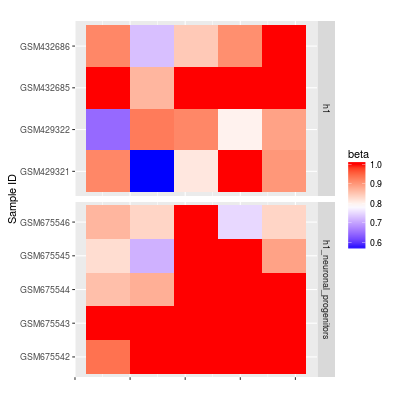 Sample ID
GSM432686
GSM432685
GSM429322
GSM429321
h1
GSM675546
GSM675545
GSM675544
GSM675543
GSM675542
h1_neuronal_progenitors
beta
1.0
0.9
0.8
0.7
0.6